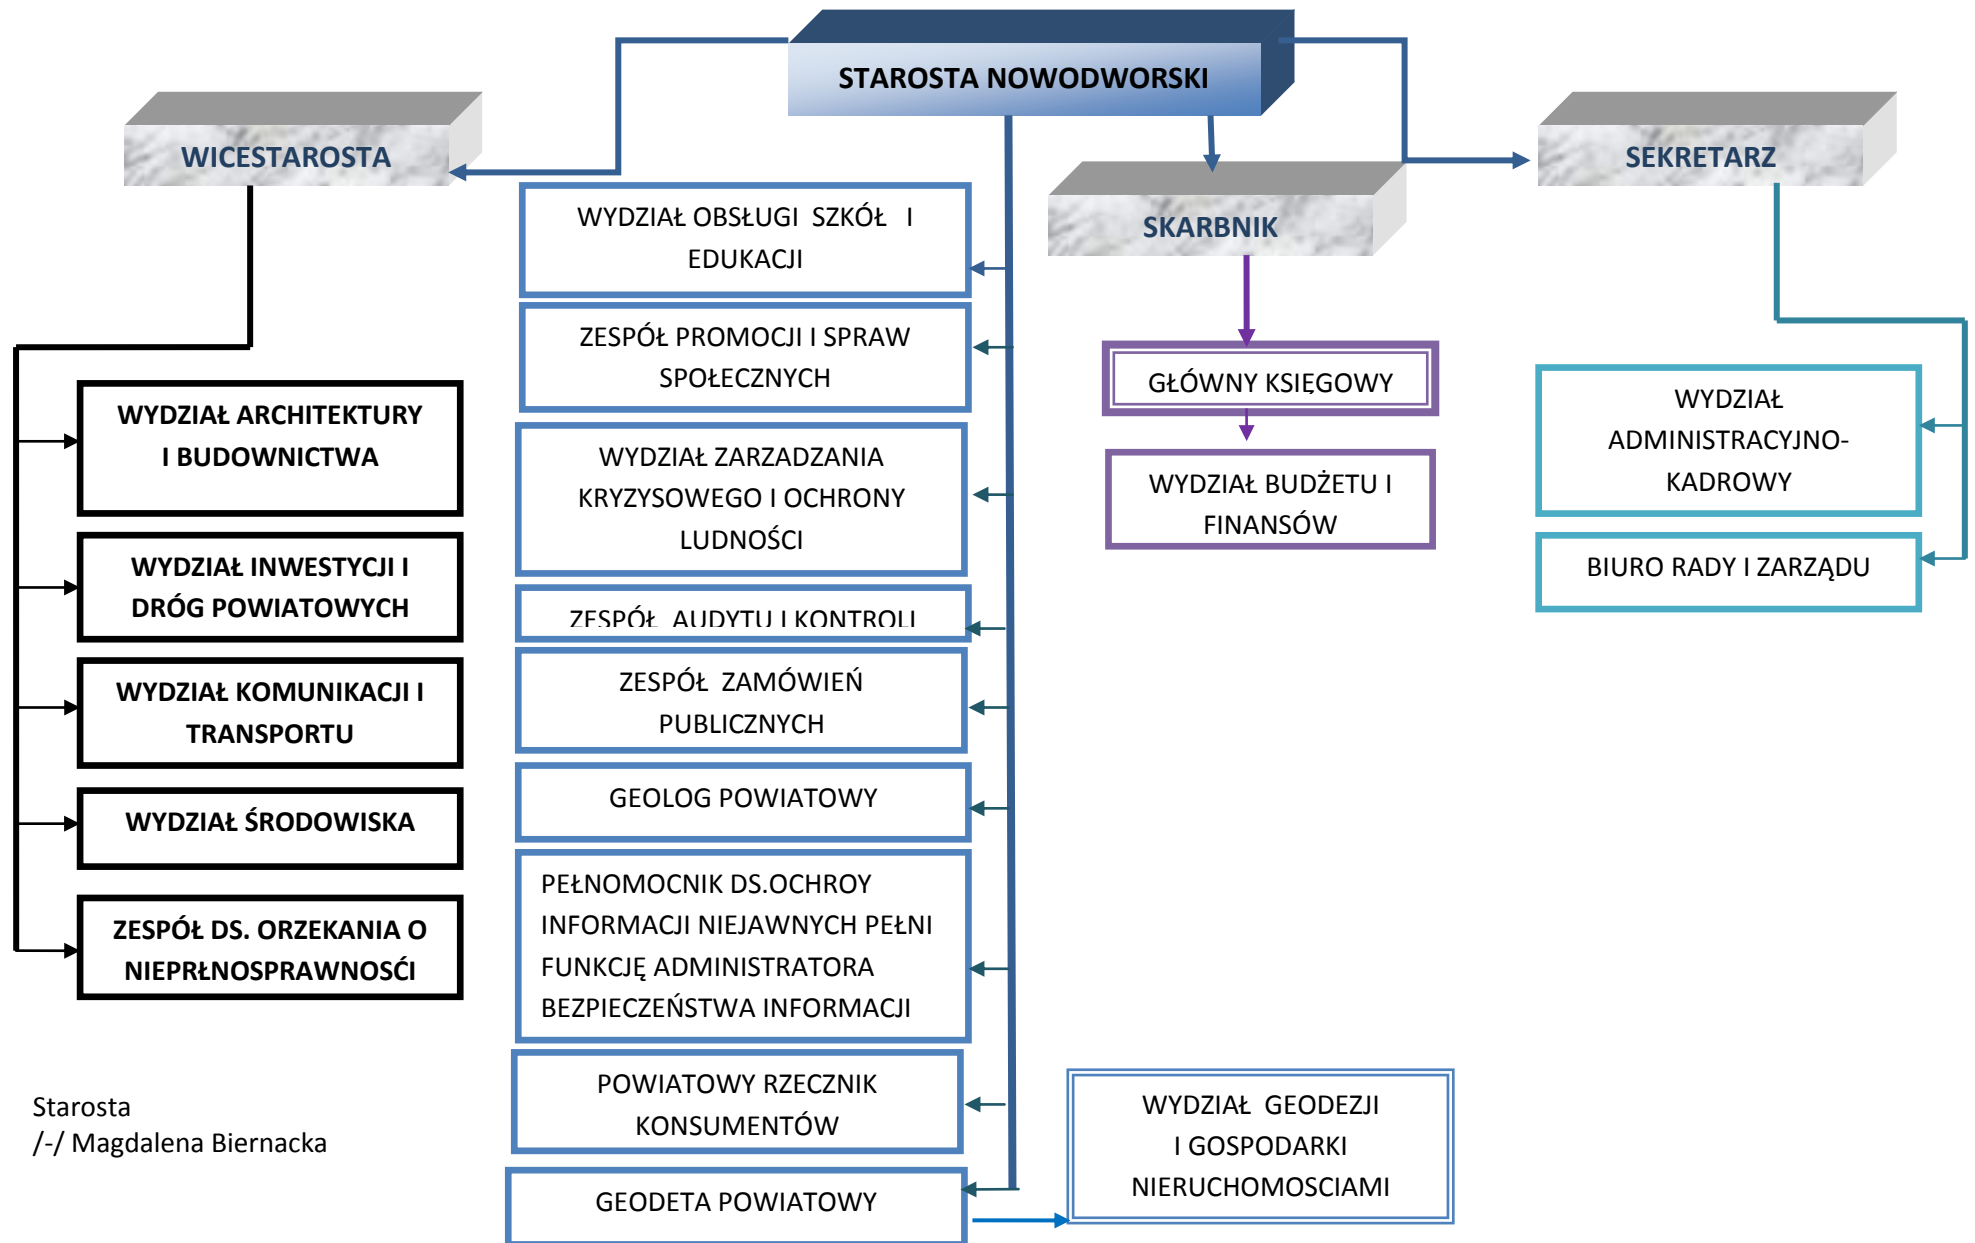 STAROSTA NOWODWORSKI
WICESTAROSTA
SEKRETARZ
SKARBNIK
WYDZIAŁ OBSŁUGI SZKÓŁ I
EDUKACJI
ZESPÓŁ PROMOCJI I SPRAW
SPOŁECZNYCH
WYDZIAŁ ZARZADZANIA
KRYZYSOWEGO I OCHRONY
LUDNOŚCI
ZESPÓŁ AUDYTU I KONTROLI
ZESPÓŁ ZAMÓWIEŃ
PUBLICZNYCH
GEOLOG POWIATOWY
PEŁNOMOCNIK DS.OCHROY
INFORMACJI NIEJAWNYCH PEŁNI
FUNKCJĘ ADMINISTRATORA
BEZPIECZEŃSTWA INFORMACJI
POWIATOWY RZECZNIK
KONSUMENTÓW
GEODETA POWIATOWY
WYDZIAŁ GEODEZJI
I GOSPODARKI
NIERUCHOMOSCIAMI
GŁÓWNY KSIĘGOWY
WYDZIAŁ BUDŻETU I
FINANSÓW
WYDZIAŁ
ADMINISTRACYJNO-
KADROWY
BIURO RADY I ZARZĄDU
WYDZIAŁ ARCHITEKTURY
I BUDOWNICTWA
WYDZIAŁ INWESTYCJI I
DRÓG POWIATOWYCH
WYDZIAŁ KOMUNIKACJI I
TRANSPORTU
WYDZIAŁ ŚRODOWISKA
ZESPÓŁ DS. ORZEKANIA O
NIEPRŁNOSPRAWNOSĆI
Starosta
/-/ Magdalena Biernacka